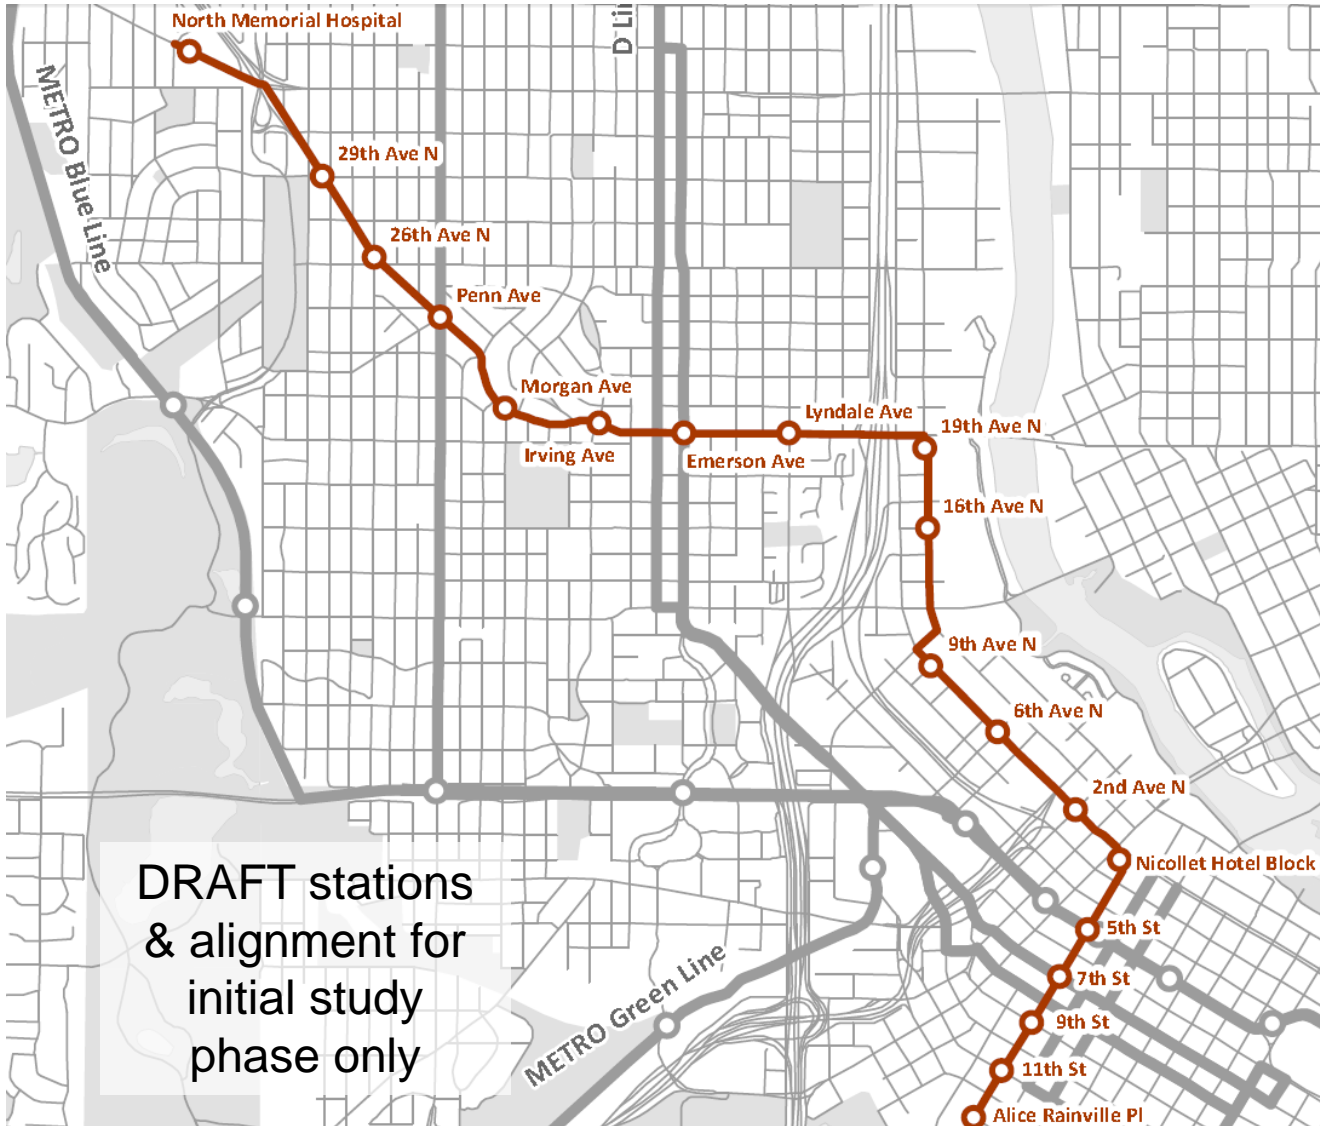 North Memorial Hospital
D Li
METRO Blue Line
29th Ave N
26th Ave N
Penn Ave
Morgan Ave
Irving Ave
Emerson Ave
Lyndale Ave
19th Ave N
16th Ave N
9th Ave N
6th Ave N
2nd Ave N
Nicollet Hotel Block
5th St
7th St
9th St
11th St
Alice Rainville Pl
METRO Green Line
DRAFT stations
& alignment for
initial study
phase only